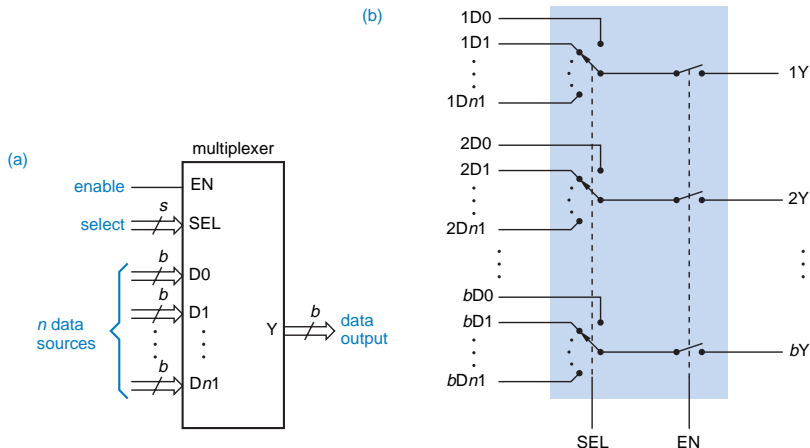 (a)
multiplexer
enable
EN
s
select
SEL
b
D0
b
D1
n data
sources
b
Dn1
Y
b
data
output
(b)
1D0
1D1
1Dn1
1Y
2D0
2D1
2Dn1
2Y
bD0
bD1
bDn1
bY
SEL
EN